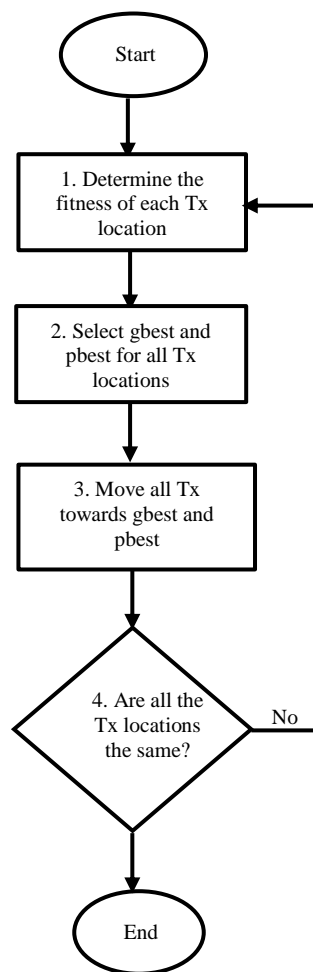 Start
1. Determine the
fitness of each Tx
location
2. Select gbest and
pbest for all Tx
locations
3. Move all Tx
towards gbest and
pbest
4. Are all the
Tx locations
the same?
No
End